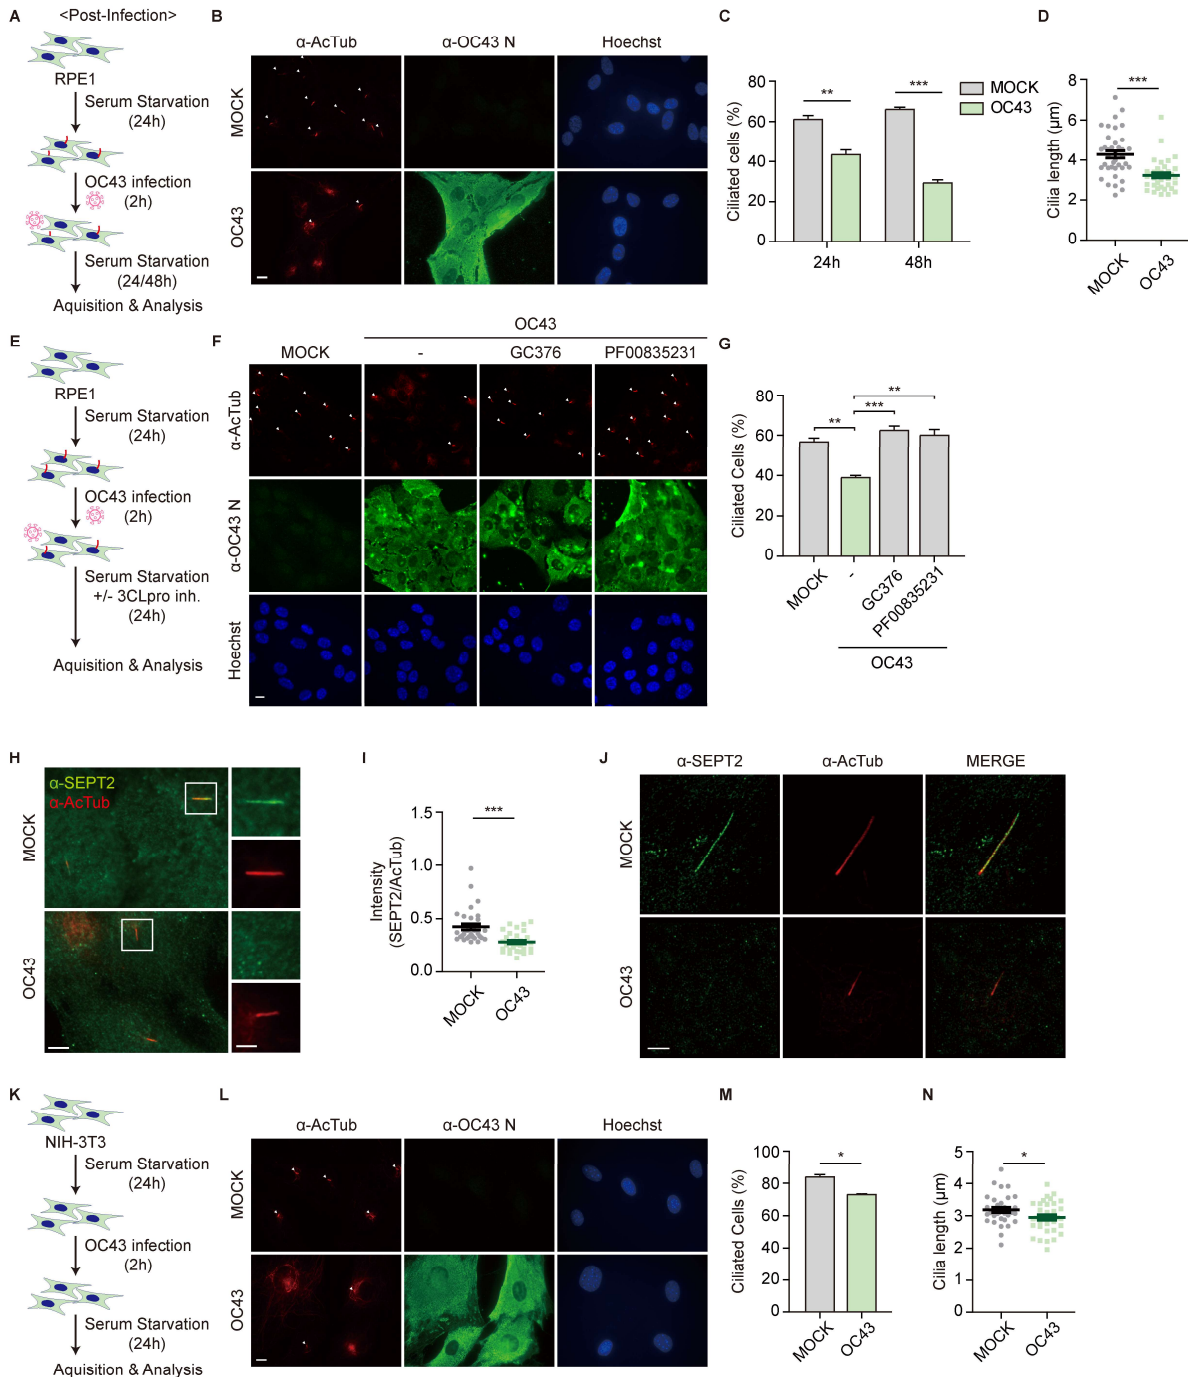 A
<Post-Infection>
RPE1
Serum Starvation
(24h)
OC43 infection
(2h)
Serum Starvation
(24/48h)
Aquisition & Analysis
B
α-AcTub
α-OC43 N
Hoechst
MOCK
OC43
C
Ciliated cells (%)
80
60
40
20
0
**
***
24h
48h
MOCK
OC43
D
Cilia length (μm)
8
6
4
2
0
***
MOCK
OC43
E
RPE1
Serum Starvation
(24h)
OC43 infection
(2h)
Serum Starvation
+/- 3CLpro inh.
(24h)
Aquisition & Analysis
F
OC43
MOCK
-
GC376
PF00835231
α-AcTub
α-OC43 N
Hoechst
G
Ciliated Cells (%)
80
60
40
20
0
**
***
**
MOCK
-
GC376
PF00835231
OC43
H
α-SEPT2
α-AcTub
MOCK
OC43
I
Intensity
(SEPT2/AcTub)
1.5
1.0
0.5
0.0
***
MOCK
OC43
J
α-SEPT2
α-AcTub
MERGE
MOCK
OC43
K
NIH-3T3
Serum Starvation
(24h)
OC43 infection
(2h)
Serum Starvation
(24h)
Aquisition & Analysis
L
α-AcTub
α-OC43 N
Hoechst
MOCK
OC43
M
Ciliated Cells (%)
100
80
60
40
20
0
*
MOCK
OC43
N
Cilia length (μm)
5
4
3
2
1
0
*
MOCK
OC43